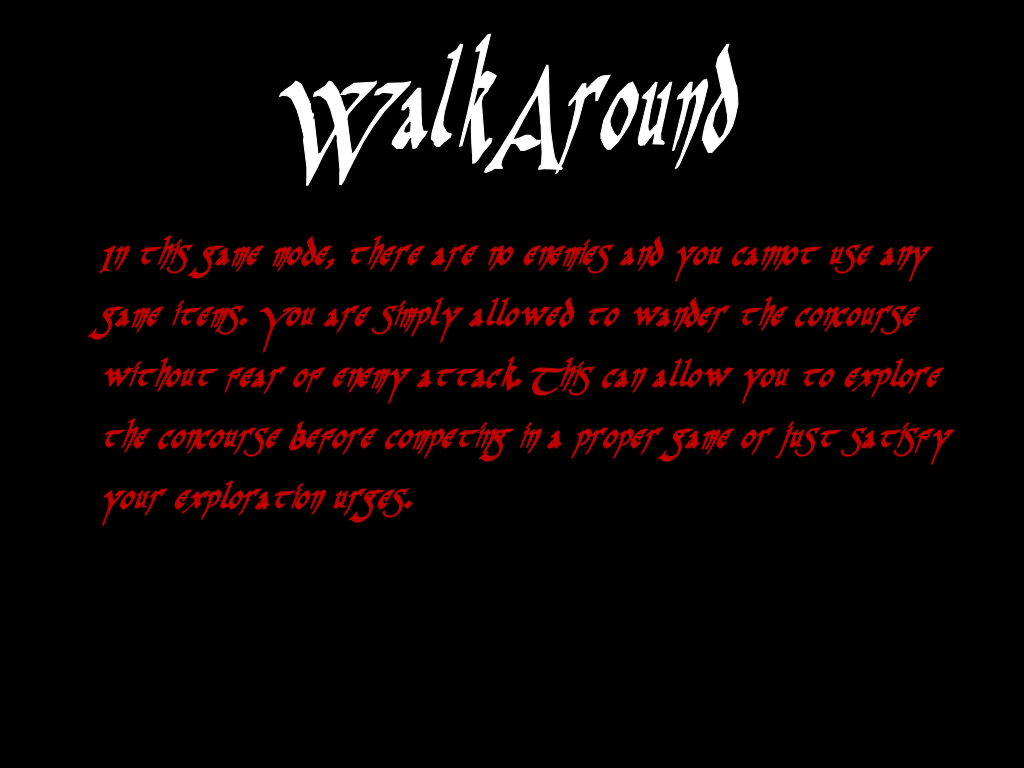 WalkAround
In this game mode, there are no enemies and you cannot use any
game items. You are simply allowed to wander the concourse
without fear of enemy attack. This can allow you to explore
the concourse before competing in a proper game or just satisfy
your exploration urges.